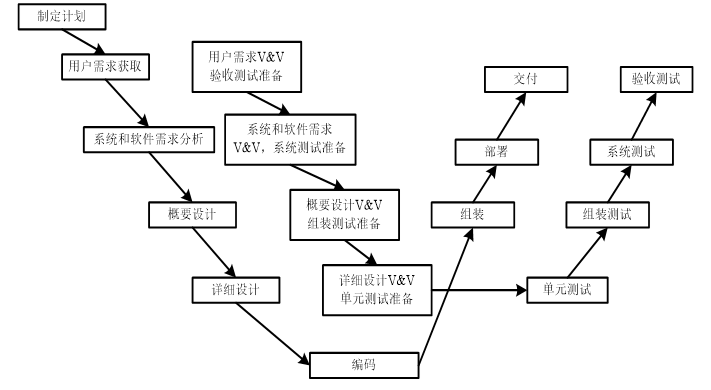 制定计划
用户需求获取
系统和软件需求分析
概要设计
详细设计
用户需求V&V
验收测试准备
系统和软件需求
V&V，系统测试准备
概要设计V&V
组装测试准备
详细设计V&V
单元测试准备
编码
交付
部署
组装
验收测试
系统测试
组装测试
单元测试